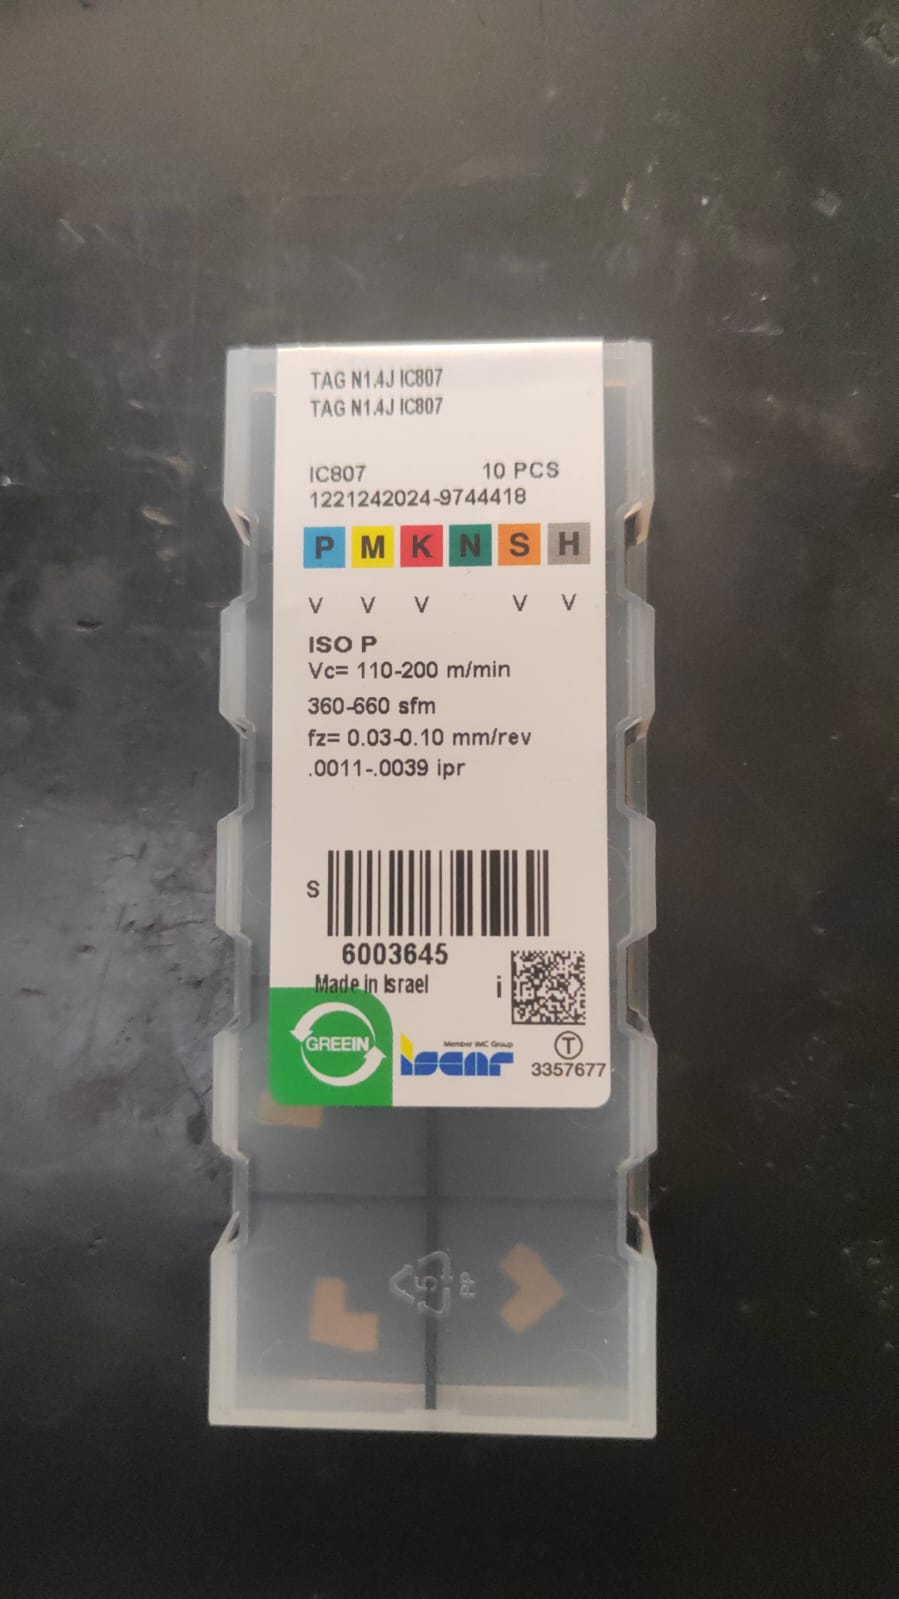 TAG N1.4J IC807
TAG N1.4J IC807
IC807 10 PCS
1221242024-9744418
P M K N S H
V V V V V
ISO P
Vc= 110-200 m/min
360-660 sfm
fz= 0.03-0.10 mm/rev
.0011-.0039 ipr
S
6003645
Made in Israel
i
GREEIN
Member IMC Group
iscar
T
3357677
5 PP